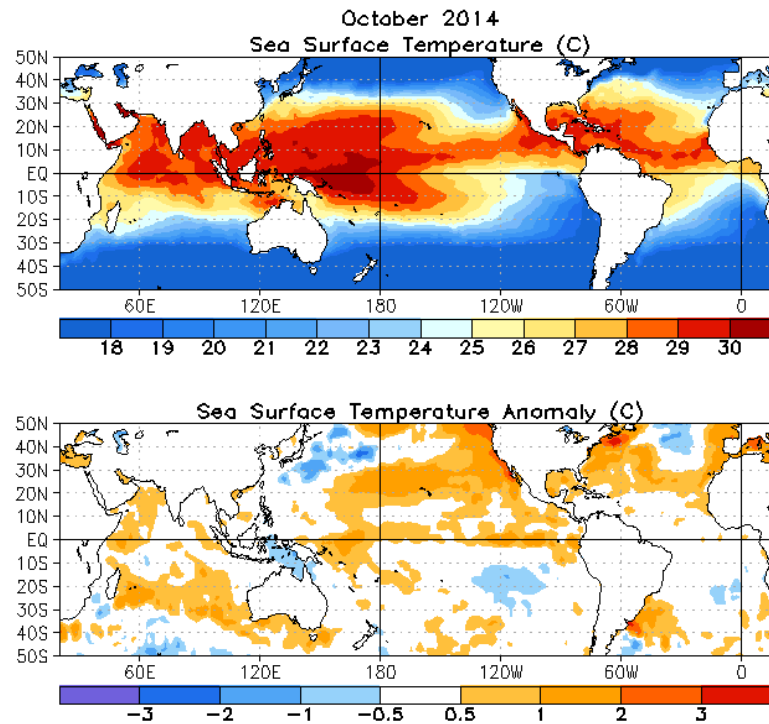 October 2014
Sea Surface Temperature (C)
50N
40N
30N
20N
10N
EQ
10S
20S
30S
40S
50S
60E 120E 180 120W 60W 0
18 19 20 21 22 23 24 25 26 27 28 29 30
Sea Surface Temperature Anomaly (C)
50N
40N
30N
20N
10N
EQ
10S
20S
30S
40S
50S
60E 120E 180 120W 60W 0
-3 -2 -1 -0.5 0.5 1 2 3